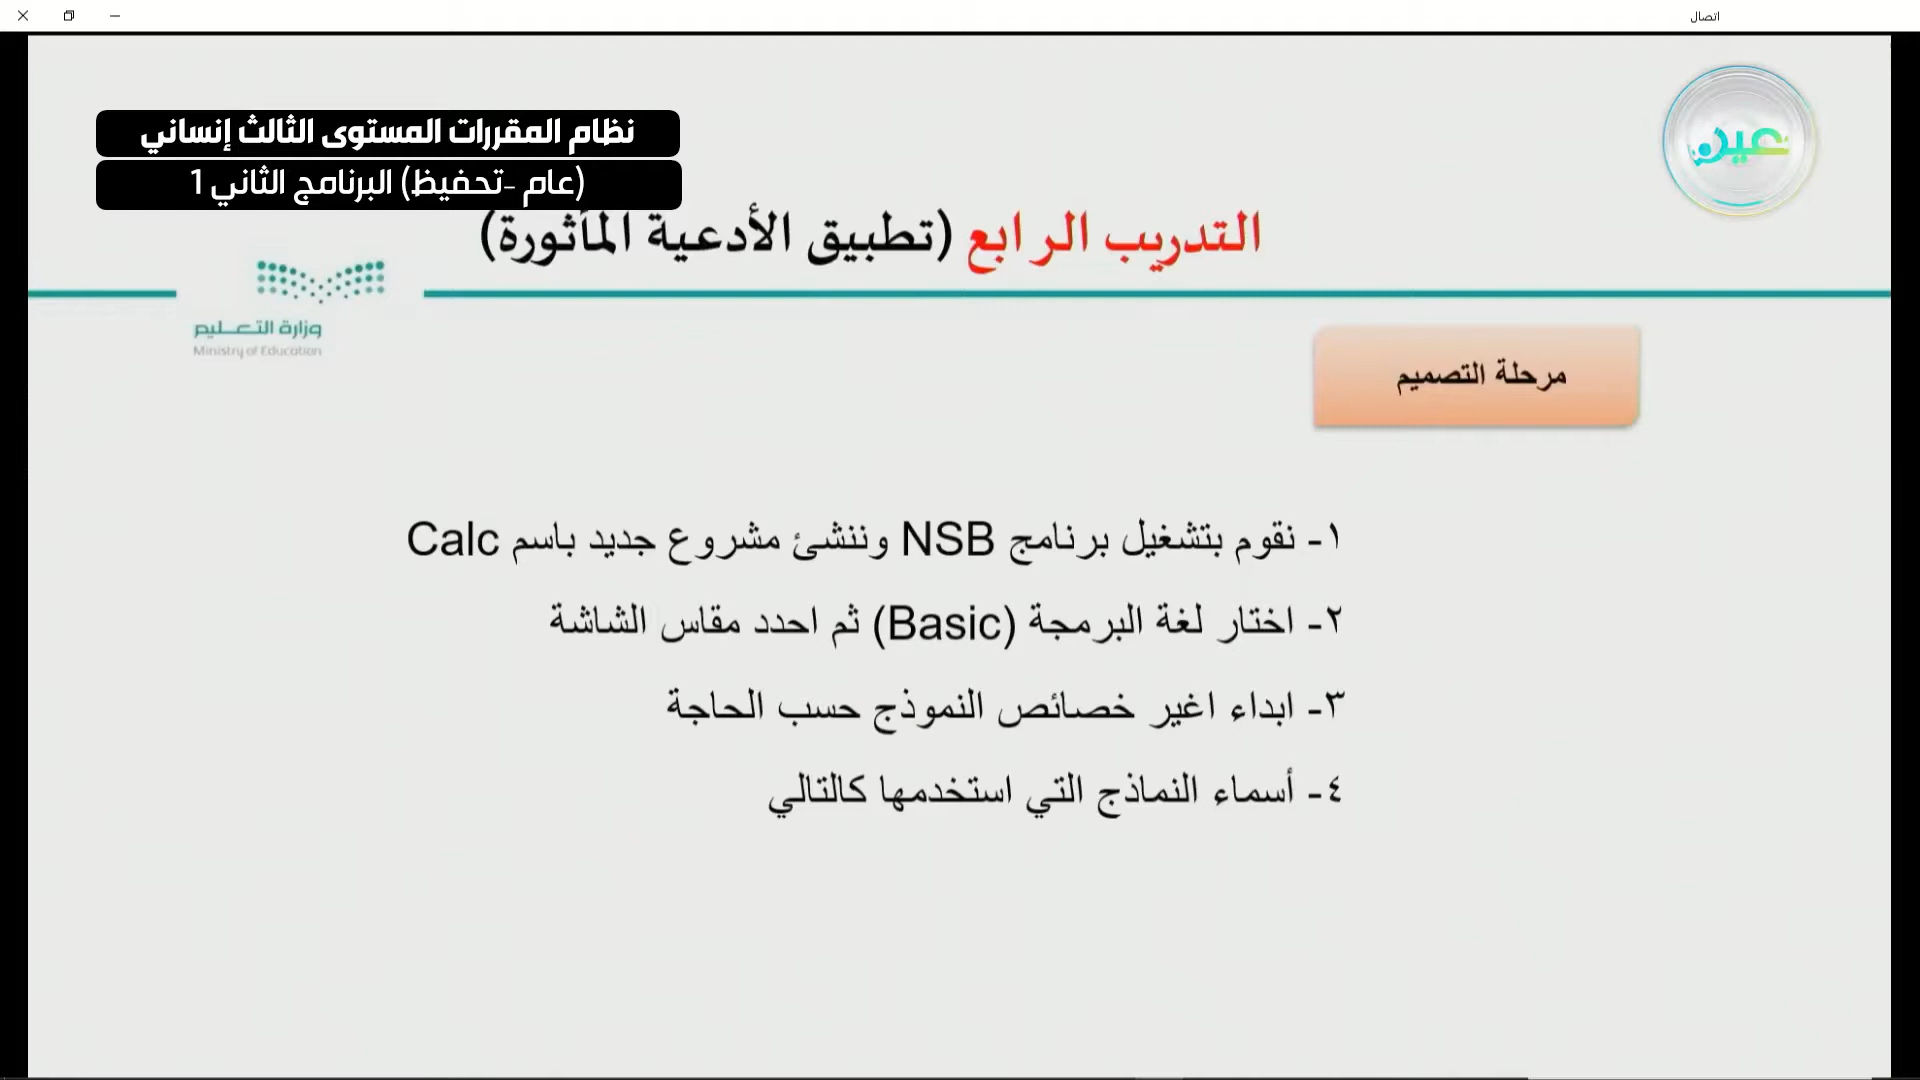 اتصال
عين
نظام المقررات المستوى الثالث إنساني
(عام -تحفيظ) البرنامج الثاني 1
التدريب الرابع (تطبيق الأدعية المأثورة)
وزارة التعليم
Ministry of Education
مرحلة التصميم
١- نقوم بتشغيل برنامج NSB وننشئ مشروع جديد باسم Calc
٢- اختار لغة البرمجة (Basic) ثم احدد مقاس الشاشة
٣- ابداء اغير خصائص النموذج حسب الحاجة
٤- أسماء النماذج التي استخدمها كالتالي